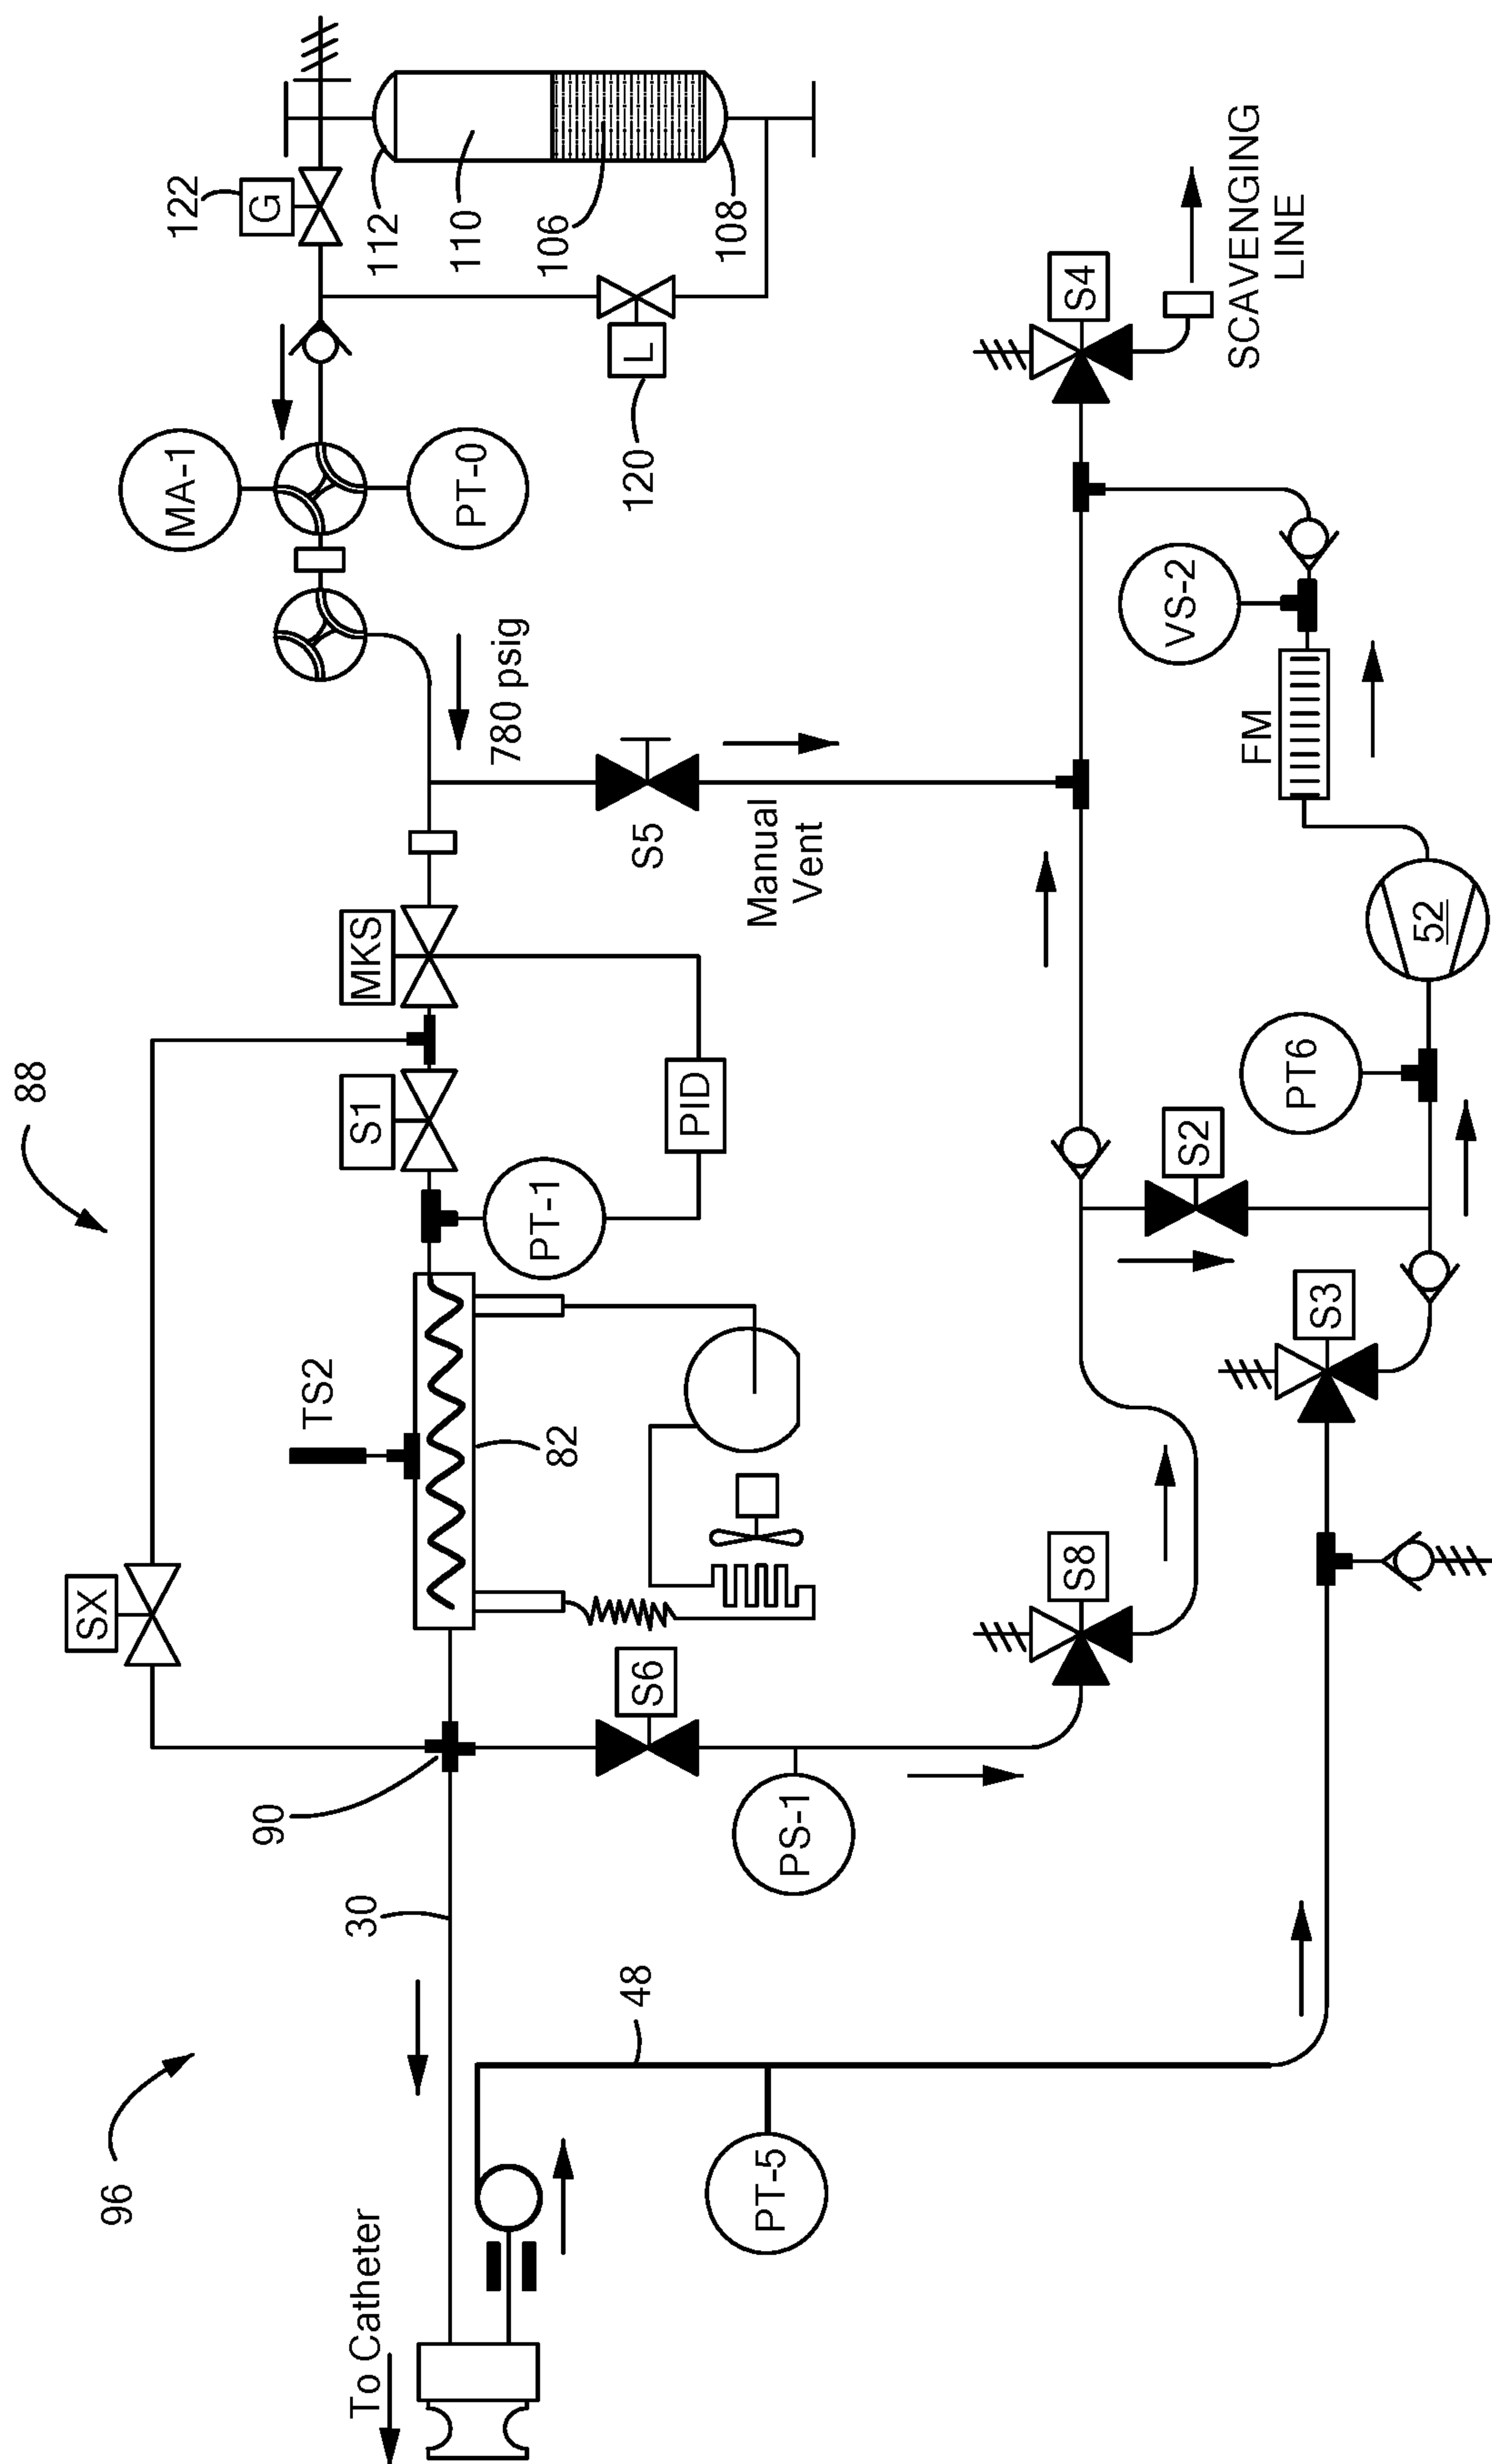 To Catheter
96
30
90
SX
88
TS2
82
S1
PT-1
MKS
PID
780 psig
MA-1
PT-0
122
G
112
110
106
108
L
120
S5
Manual
Vent
48
PT-5
S6
PS-1
S8
S2
S3
PT6
52
FM
VS-2
S4
SCAVENGING
LINE